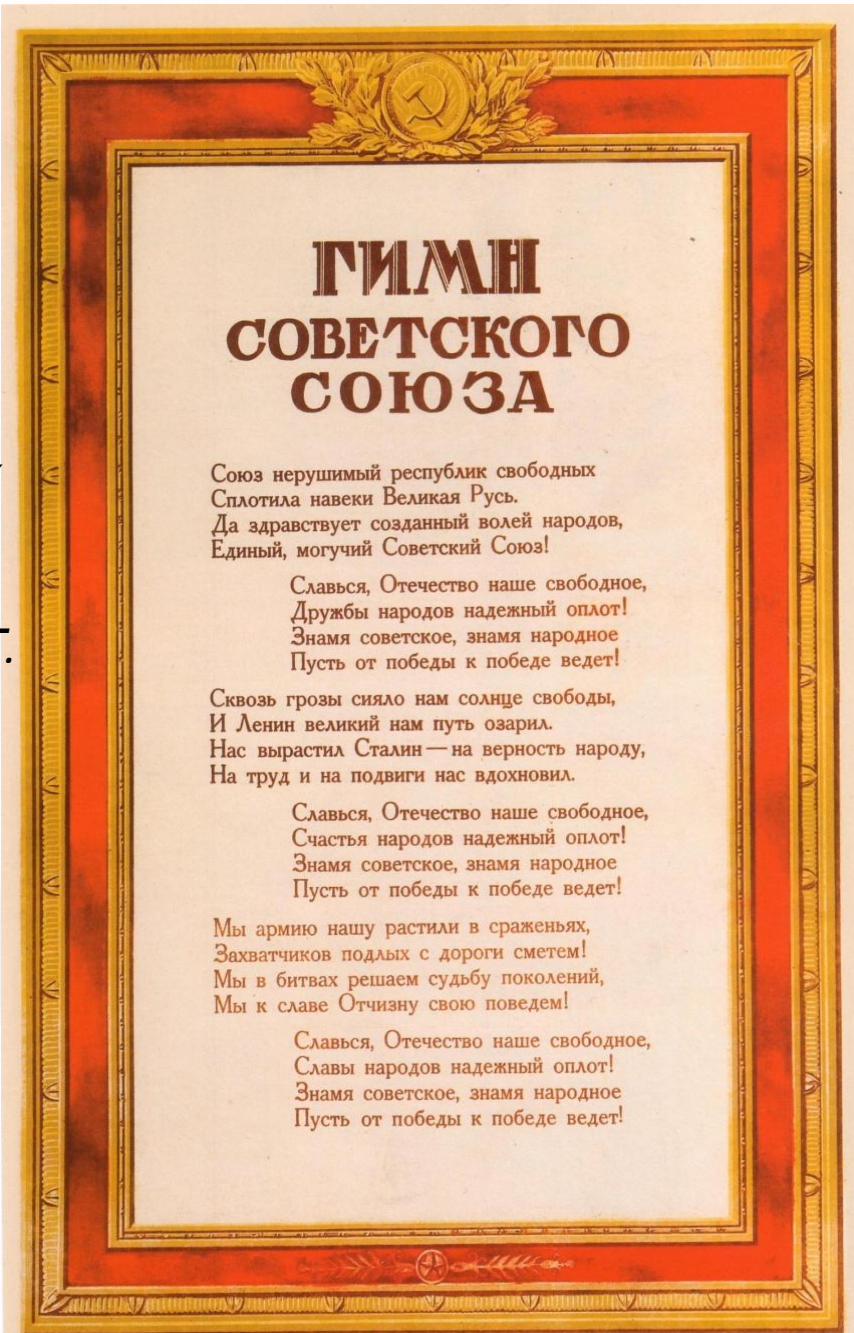 ГИМН
СОВЕТСКОГО
СОЮЗА
Союз нерушимый республик свободных
Сплотила навеки Великая Русь.
Да здравствует созданный волей народов,
Единый, могучий Советский Союз!
Славься, Отечество наше свободное,
Дружбы народов надежный оплот!
Знамя советское, знамя народное
Пусть от победы к победе ведет!
Сквозь грозы сияло нам солнце свободы,
И Ленин великий нам путь озарил.
Нас вырастил Сталин — на верность народу,
На труд и на подвиги нас вдохновил.
Славься, Отечество наше свободное,
Счастья народов надежный оплот!
Знамя советское, знамя народное
Пусть от победы к победе ведет!
Мы армию нашу растили в сраженьях,
Захватчиков подлых с дороги сметем!
Мы в битвах решаем судьбу поколений,
Мы к славе Отчизну свою поведем!
Славься, Отечество наше свободное,
Славы народов надежный оплот!
Знамя советское, знамя народное
Пусть от победы к победе ведет!